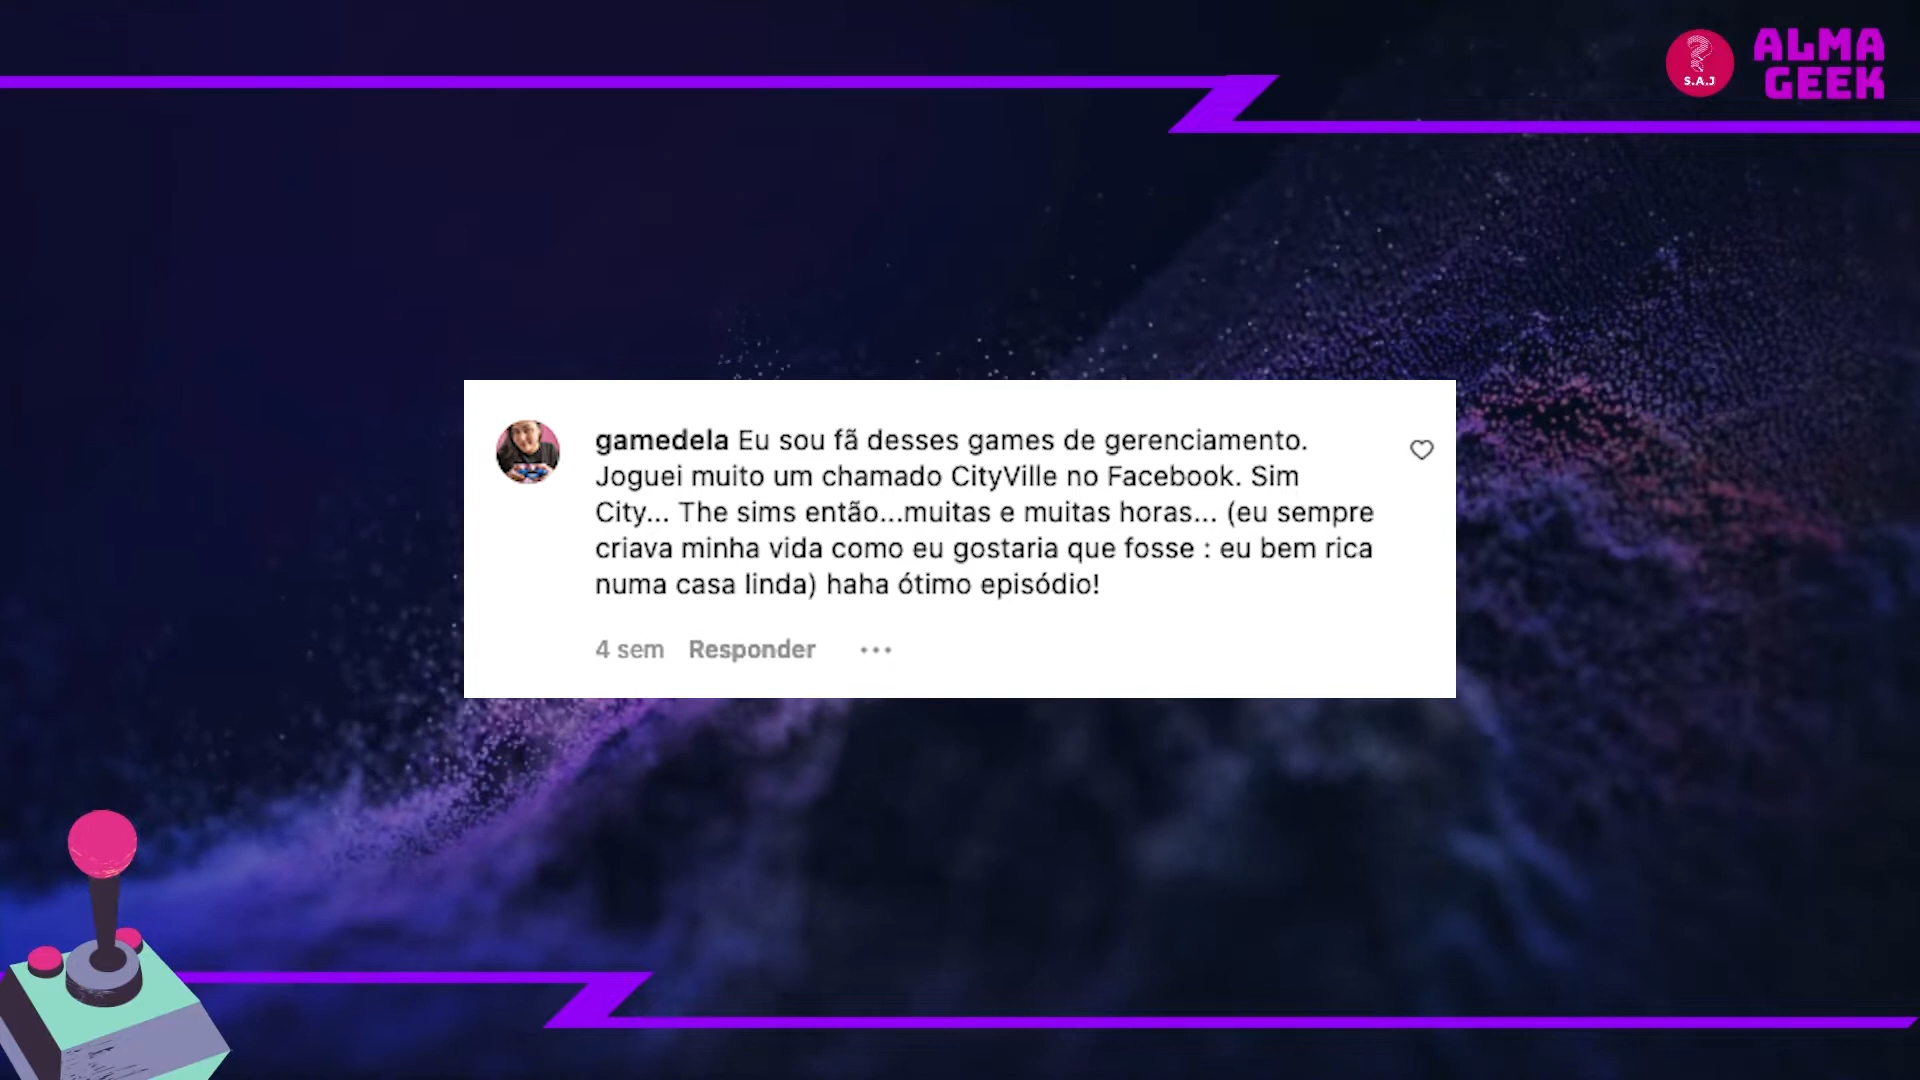 S.A.J
ALMA
GEEK
gamedela Eu sou fã desses games de gerenciamento.
Joguei muito um chamado CityVille no Facebook. Sim
City... The sims então...muitas e muitas horas... (eu sempre
criava minha vida como eu gostaria que fosse : eu bem rica
numa casa linda) haha ótimo episódio!
4 sem Responder ...